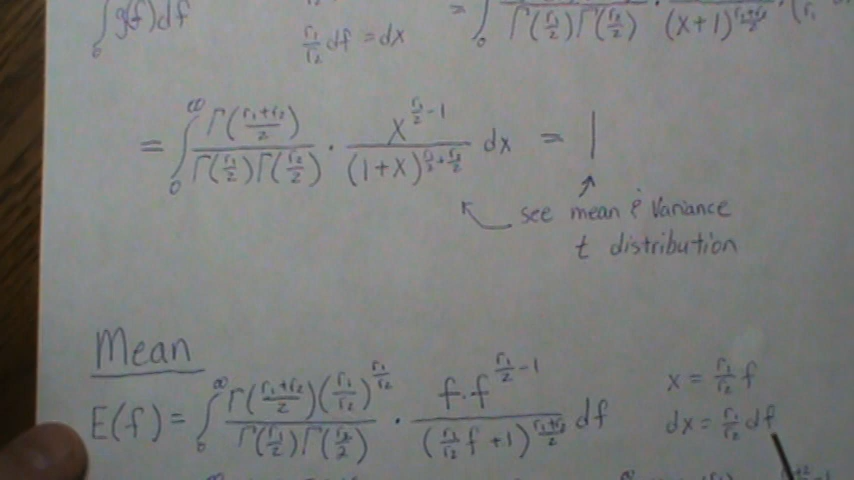 ∫₀ g(f)df
r₁/r₂ df = dx
= ∫₀ / Γ(r₁/2)Γ(r₂/2) · / (x+1)^((r₁+r₂)/2)
= ∫₀^∞ Γ((r₁+r₂)/2) / Γ(r₁/2)Γ(r₂/2) · x^(r₁/2 - 1) / (1+x)^(r₁/2 + r₂/2) dx = 1
see mean & variance
t distribution
Mean
E(f) = ∫₀^∞ Γ((r₁+r₂)/2)(r₁/r₂)^(r₁/r₂) / Γ(r₁/2)Γ(r₂/2) · f·f^(r₁/2 - 1) / (r₁/r₂ f + 1)^((r₁+r₂)/2) df
x = r₁/r₂ f
dx = r₁/r₂ df